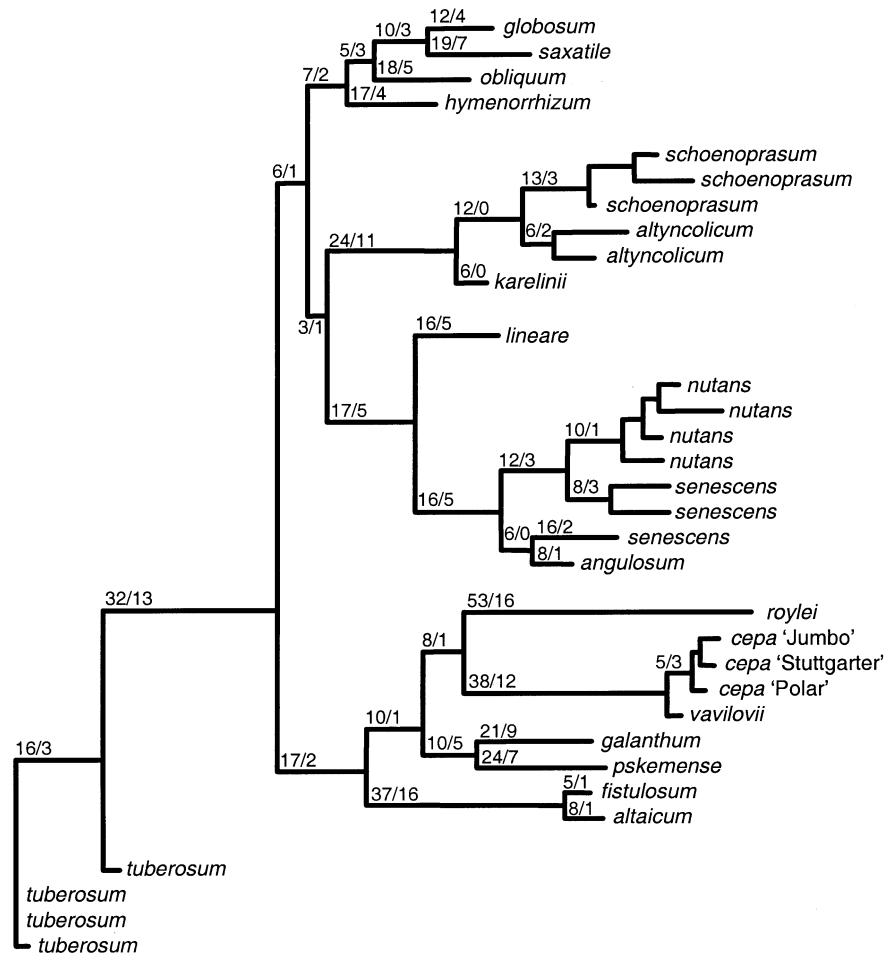 12/4
globosum
10/3
19/7
saxatile
5/3
18/5
obliquum
7/2
17/4
hymenorrhizum
schoenoprasum
6/1
13/3
schoenoprasum
12/0
schoenoprasum
6/2
altyncolicum
24/11
altyncolicum
6/0
karelinii
3/1
16/5
lineare
nutans
17/5
nutans
10/1
nutans
nutans
12/3
8/3
senescens
16/5
senescens
6/0
16/2
senescens
8/1
angulosum
32/13
53/16
roylei
8/1
cepa ‘Jumbo’
5/3
cepa ‘Stuttgarter’
38/12
cepa ‘Polar’
10/1
vavilovii
21/9
galanthum
10/5
24/7
pskemense
16/3
17/2
5/1
fistulosum
37/16
8/1
altaicum
tuberosum
tuberosum
tuberosum
tuberosum